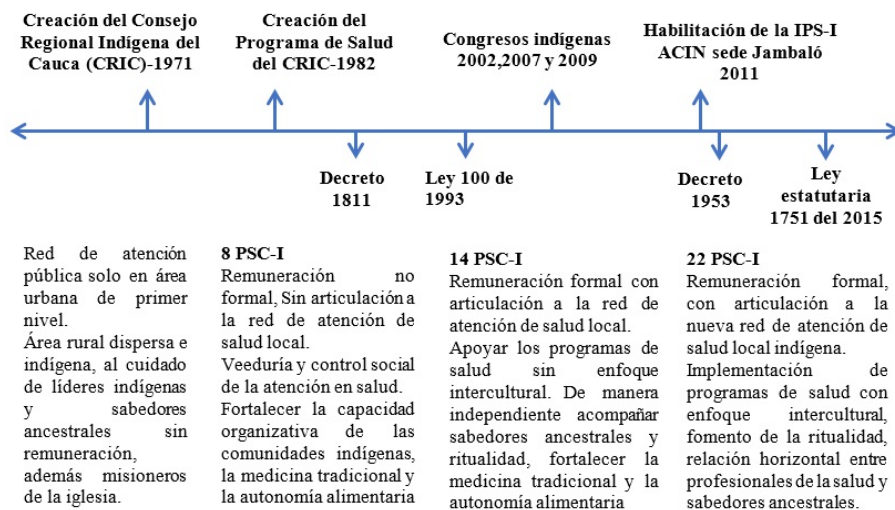 Creación del Consejo
Regional Indígena del
Cauca (CRIC)-1971
Creación del
Programa de Salud
del CRIC-1982
Congresos indígenas
2002,2007 y 2009
Habilitación de la IPS-I
ACIN sede Jambaló
2011
Decreto
1811
Ley 100 de
1993
Decreto
1953
Ley
estatutaria
1751 del 2015
Red de atención
pública solo en área
urbana de primer
nivel.
Área rural dispersa e
indígena, al cuidado
de líderes indígenas
y sabedores
ancestrales sin
remuneración,
además misioneros
de la iglesia.
8 PSC-I
Remuneración no
formal, Sin articulación a
la red de atención de
salud local.
Veeduría y control social
de la atención en salud.
Fortalecer la capacidad
organizativa de las
comunidades indígenas,
la medicina tradicional y
la autonomía alimentaria
14 PSC-I
Remuneración formal con
articulación a la red de
atención de salud local.
Apoyar los programas de
salud sin enfoque
intercultural. De manera
independiente acompañar
sabedores ancestrales y
ritualidad, fortalecer la
medicina tradicional y la
autonomía alimentaria
22 PSC-I
Remuneración formal,
con articulación a la
nueva red de atención de
salud local indígena.
Implementación de
programas de salud con
enfoque intercultural,
fomento de la ritualidad,
relación horizontal entre
profesionales de la salud y
sabedores ancestrales.